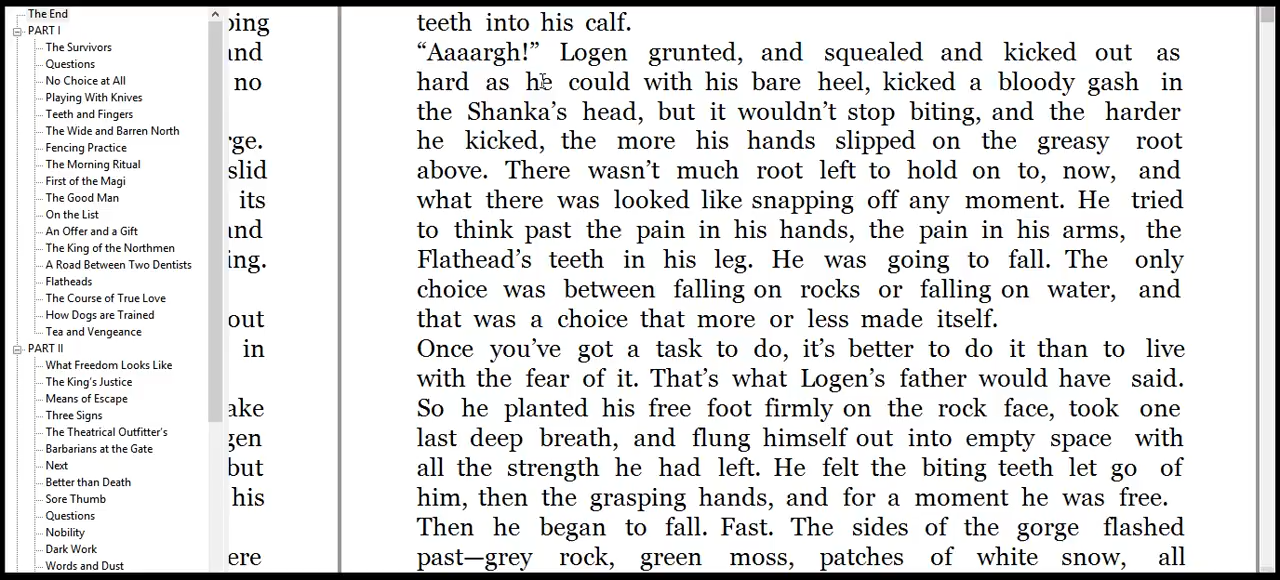 The End
PART I
The Survivors
Questions
No Choice at All
Playing With Knives
Teeth and Fingers
The Wide and Barren North
Fencing Practice
The Morning Ritual
First of the Magi
The Good Man
On the List
An Offer and a Gift
The King of the Northmen
A Road Between Two Dentists
Flatheads
The Course of True Love
How Dogs are Trained
Tea and Vengeance
PART II
What Freedom Looks Like
The King's Justice
Means of Escape
Three Signs
The Theatrical Outfitter's
Barbarians at the Gate
Next
Better than Death
Sore Thumb
Questions
Nobility
Dark Work
Words and Dust
ping
and
no
rge.
slid
its
and
ing.
out
in
ake
gen
but
his
ere
teeth into his calf.
“Aaaargh!” Logen grunted, and squealed and kicked out as
hard as he could with his bare heel, kicked a bloody gash in
the Shanka’s head, but it wouldn’t stop biting, and the harder
he kicked, the more his hands slipped on the greasy root
above. There wasn’t much root left to hold on to, now, and
what there was looked like snapping off any moment. He tried
to think past the pain in his hands, the pain in his arms, the
Flathead’s teeth in his leg. He was going to fall. The only
choice was between falling on rocks or falling on water, and
that was a choice that more or less made itself.
Once you’ve got a task to do, it’s better to do it than to live
with the fear of it. That’s what Logen’s father would have said.
So he planted his free foot firmly on the rock face, took one
last deep breath, and flung himself out into empty space with
all the strength he had left. He felt the biting teeth let go of
him, then the grasping hands, and for a moment he was free.
Then he began to fall. Fast. The sides of the gorge flashed
past—grey rock, green moss, patches of white snow, all